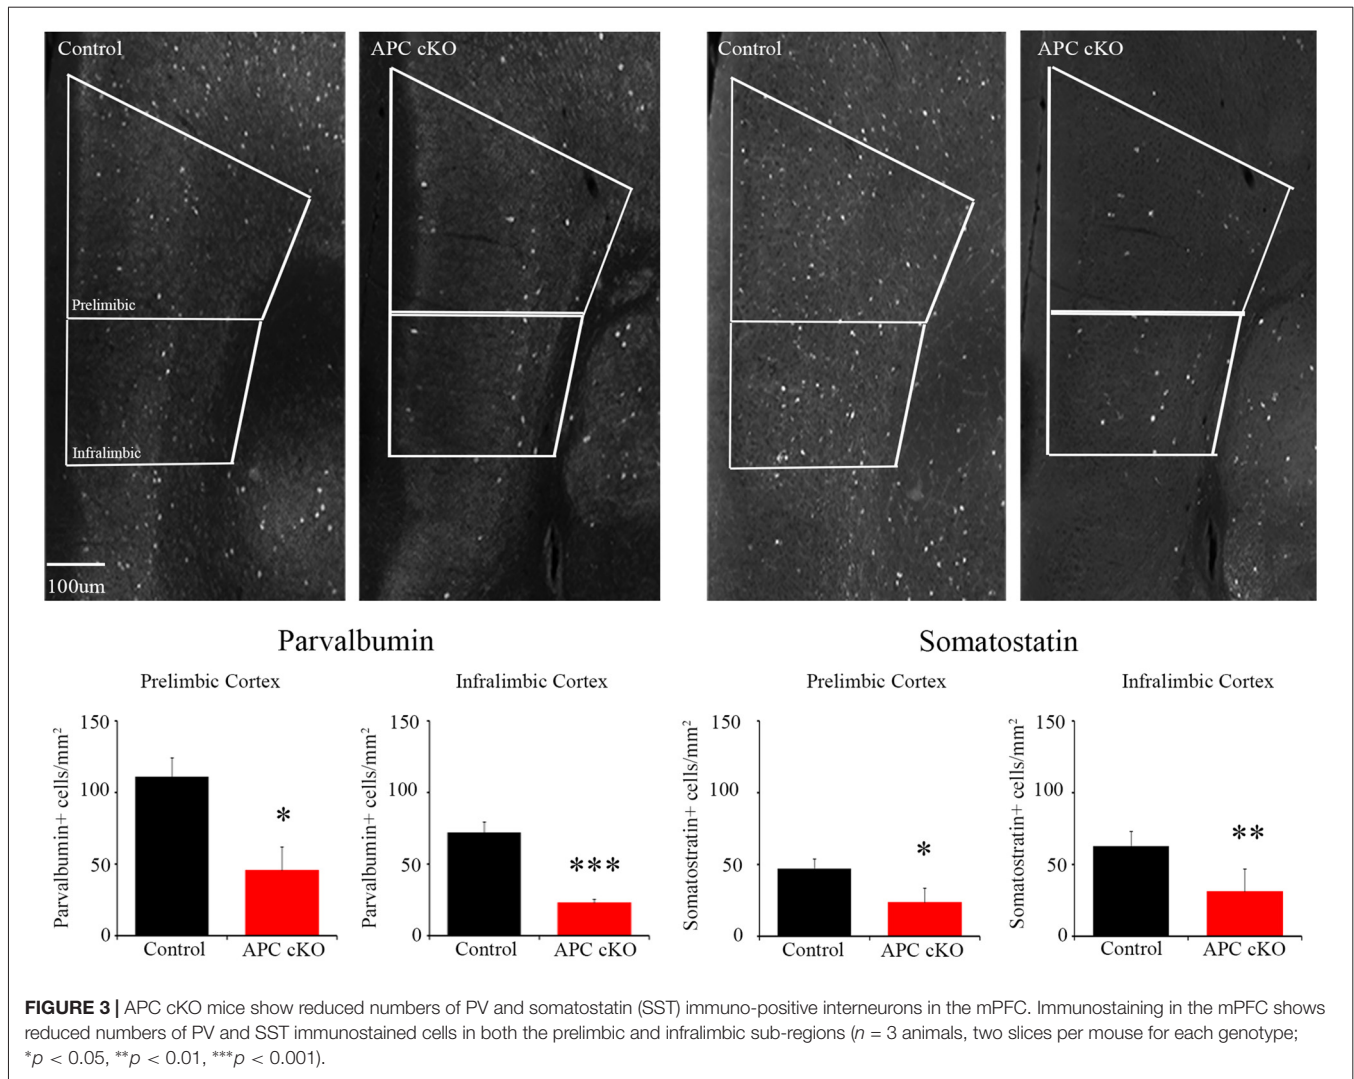 Control
APC cKO
Control
APC cKO
Prelimibic
Infralimbic
100um
Parvalbumin
Somatostatin
Prelimbic Cortex
Infralimbic Cortex
Prelimbic Cortex
Infralimbic Cortex
Parvalbumin+ cells/mm²
150
100
50
0
Control
APC cKO
*
Parvalbumin+ cells/mm²
150
100
50
0
Control
APC cKO
***
Somatostratin+ cells/mm²
150
100
50
0
Control
APC cKO
*
Somatostratin+ cells/mm²
150
100
50
0
Control
APC cKO
**
FIGURE 3 | APC cKO mice show reduced numbers of PV and somatostatin (SST) immuno-positive interneurons in the mPFC. Immunostaining in the mPFC shows
reduced numbers of PV and SST immunostained cells in both the prelimbic and infralimbic sub-regions (n = 3 animals, two slices per mouse for each genotype;
*p < 0.05, **p < 0.01, ***p < 0.001).